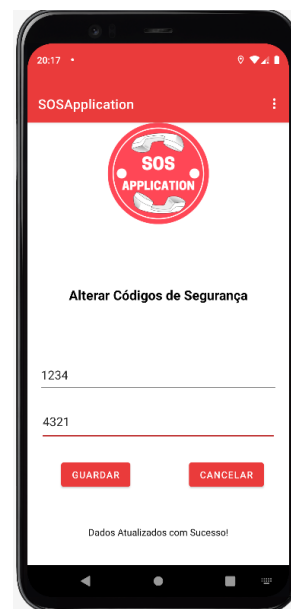 20:17
SOSApplication
SOS
APPLICATION
Alterar Códigos de Segurança
1234
4321
GUARDAR CANCELAR
Dados Atualizados com Sucesso!